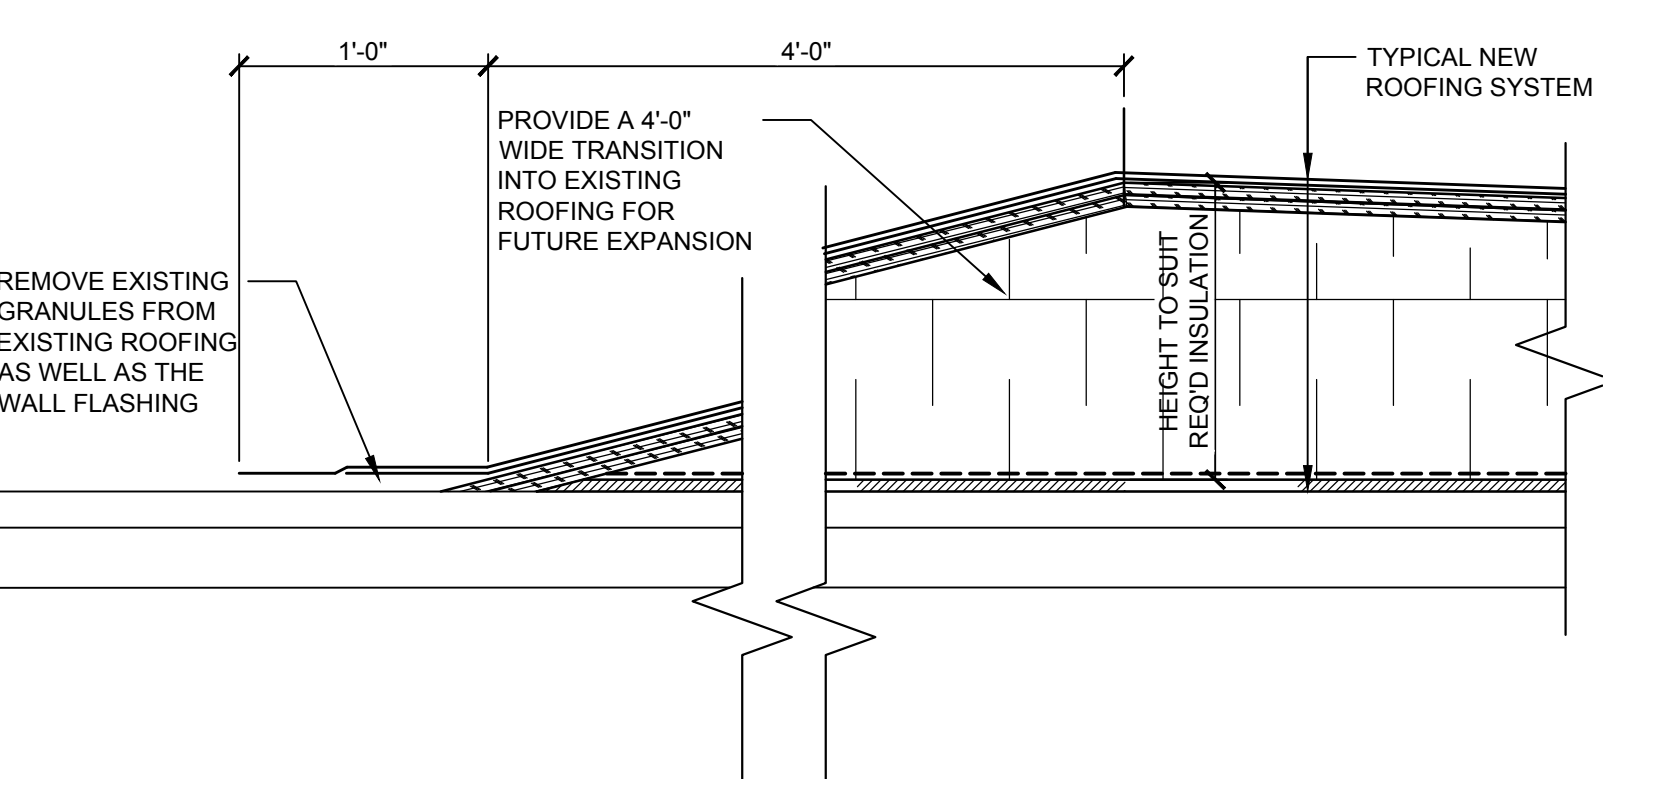 1'-0"
4'-0"
TYPICAL NEW
ROOFING SYSTEM
PROVIDE A 4'-0"
WIDE TRANSITION
INTO EXISTING
ROOFING FOR
FUTURE EXPANSION
REMOVE EXISTING
GRANULES FROM
EXISTING ROOFING
AS WELL AS THE
WALL FLASHING
HEIGHT TO SUIT
REQ'D INSULATION